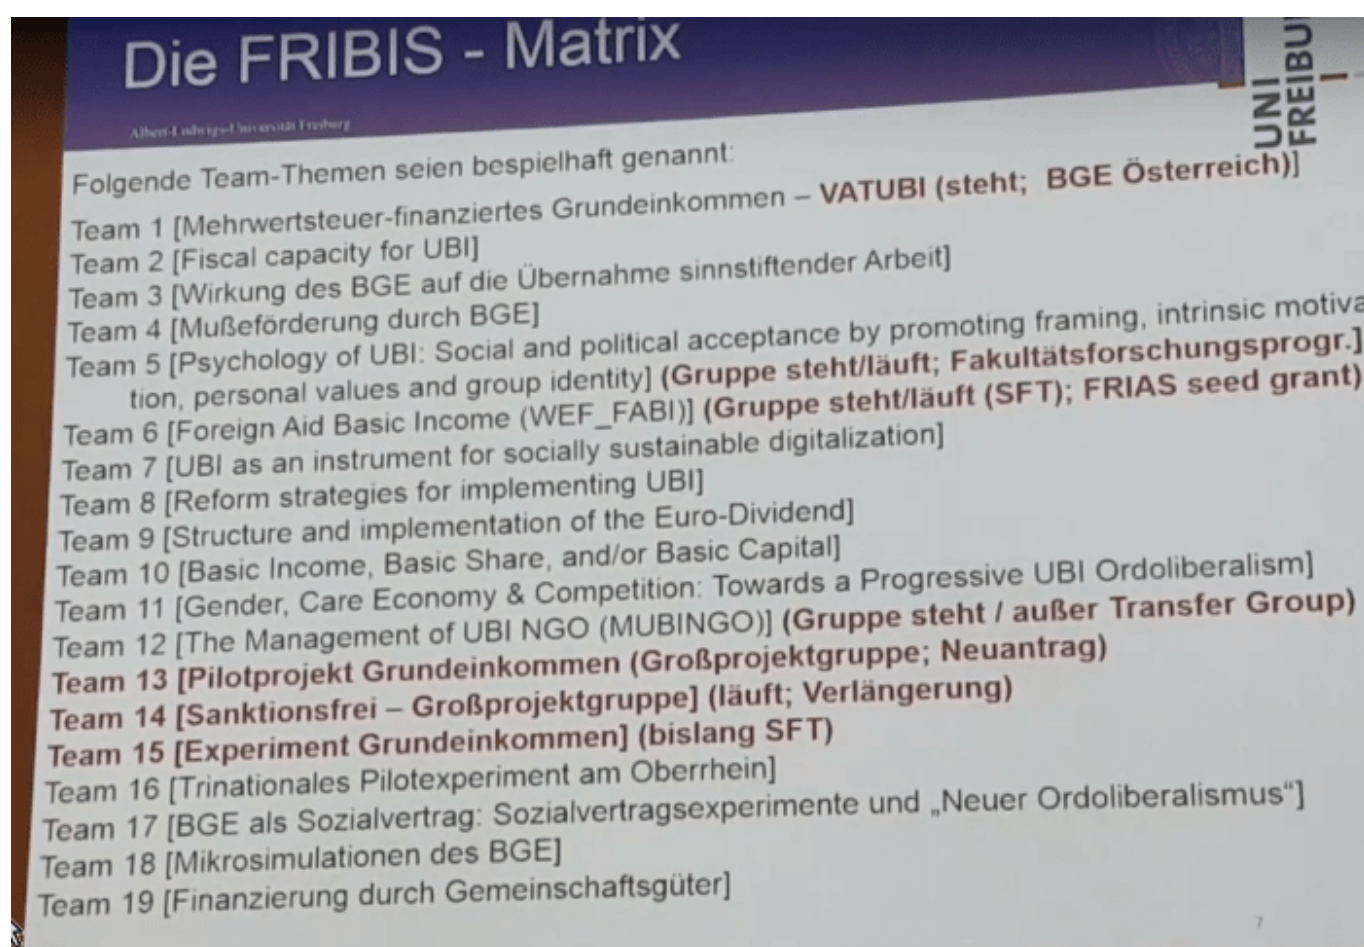 Die FRIBIS - Matrix
UNI
FREIBU
Albert-Ludwigs-Universität Freiburg
Folgende Team-Themen seien bespielhaft genannt:
Team 1 [Mehrwertsteuer-finanziertes Grundeinkommen – VATUBI (steht; BGE Österreich)]
Team 2 [Fiscal capacity for UBI]
Team 3 [Wirkung des BGE auf die Übernahme sinnstiftender Arbeit]
Team 4 [Mußeförderung durch BGE]
Team 5 [Psychology of UBI: Social and political acceptance by promoting framing, intrinsic motiva
tion, personal values and group identity] (Gruppe steht/läuft; Fakultätsforschungsprogr.]
Team 6 [Foreign Aid Basic Income (WEF_FABI)] (Gruppe steht/läuft (SFT); FRIAS seed grant)
Team 7 [UBI as an instrument for socially sustainable digitalization]
Team 8 [Reform strategies for implementing UBI]
Team 9 [Structure and implementation of the Euro-Dividend]
Team 10 [Basic Income, Basic Share, and/or Basic Capital]
Team 11 [Gender, Care Economy & Competition: Towards a Progressive UBI Ordoliberalism]
Team 12 [The Management of UBI NGO (MUBINGO)] (Gruppe steht / außer Transfer Group)
Team 13 [Pilotprojekt Grundeinkommen (Großprojektgruppe; Neuantrag)
Team 14 [Sanktionsfrei – Großprojektgruppe] (läuft; Verlängerung)
Team 15 [Experiment Grundeinkommen] (bislang SFT)
Team 16 [Trinationales Pilotexperiment am Oberrhein]
Team 17 [BGE als Sozialvertrag: Sozialvertragsexperimente und „Neuer Ordoliberalismus“]
Team 18 [Mikrosimulationen des BGE]
Team 19 [Finanzierung durch Gemeinschaftsgüter]
7